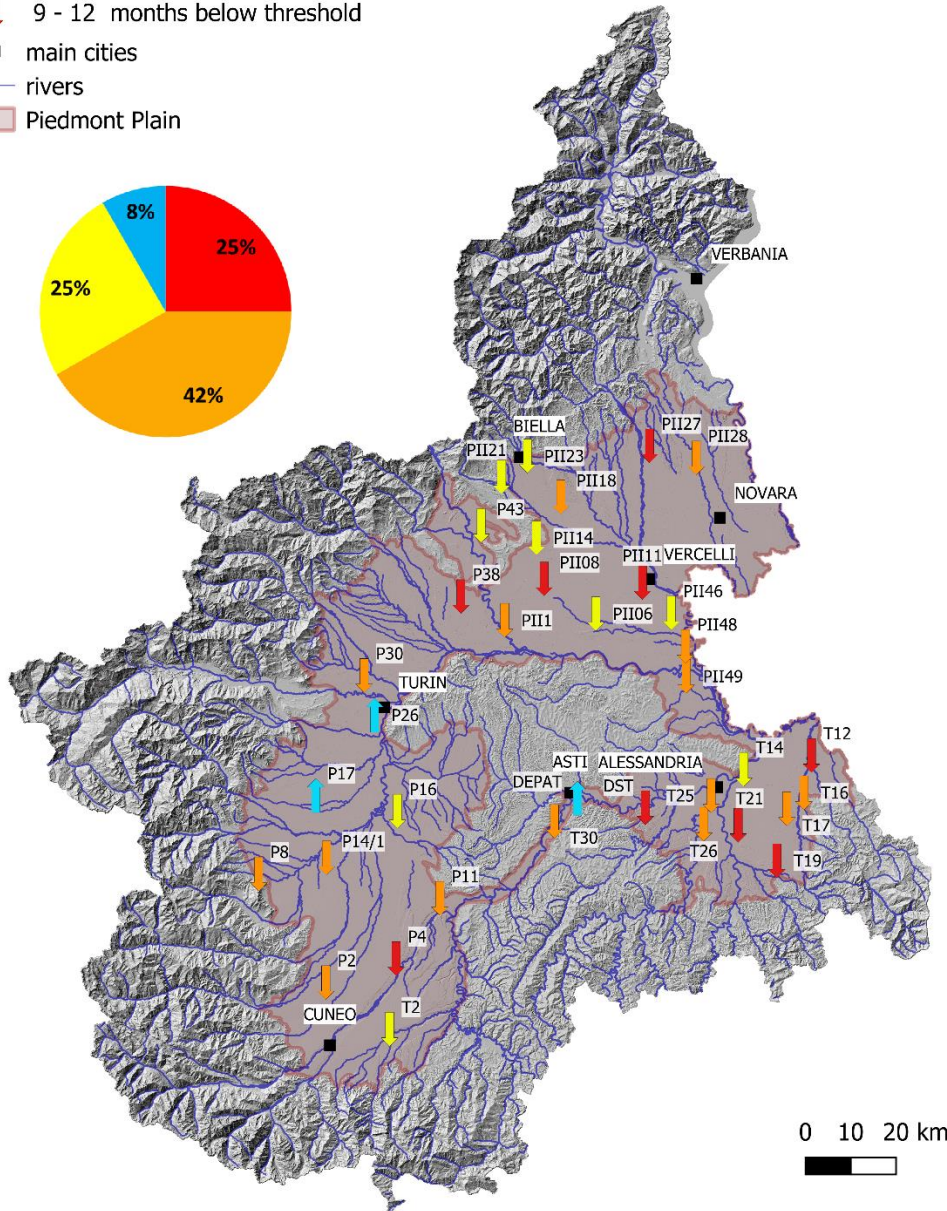 9 - 12 months below threshold
main cities
rivers
Piedmont Plain
8%
25%
25%
42%
VERBANIA
BIELLA
PII27
PII28
PII21
PII23
PII18
NOVARA
P43
PII14
PII08
PII11
VERCELLI
P38
PII46
PII1
PII06
PII48
P30
PII49
TURIN
P26
T12
T14
ASTI
ALESSANDRIA
P17
P16
DEPAT
DST
T25
T21
T16
T17
T30
T26
P14/1
P8
T19
P11
P4
P2
T2
CUNEO
0 10 20 km